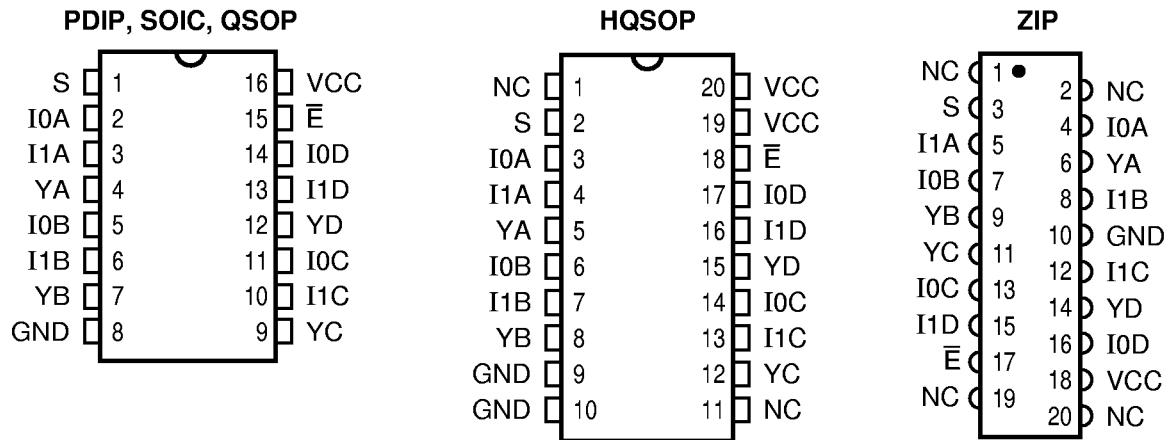 PDIP, SOIC, QSOP
S 1 16 VCC
I0A 2 15 E̅
I1A 3 14 I0D
YA 4 13 I1D
I0B 5 12 YD
I1B 6 11 I0C
YB 7 10 I1C
GND 8 9 YC
HQSOP
NC 1 20 VCC
S 2 19 VCC
I0A 3 18 E̅
I1A 4 17 I0D
YA 5 16 I1D
I0B 6 15 YD
I1B 7 14 I0C
YB 8 13 I1C
GND 9 12 YC
GND 10 11 NC
ZIP
NC 1
2 NC
S 3
4 I0A
I1A 5
6 YA
I0B 7
8 I1B
YB 9
10 GND
YC 11
12 I1C
I0C 13
14 YD
I1D 15
16 I0D
E̅ 17
18 VCC
NC 19
20 NC